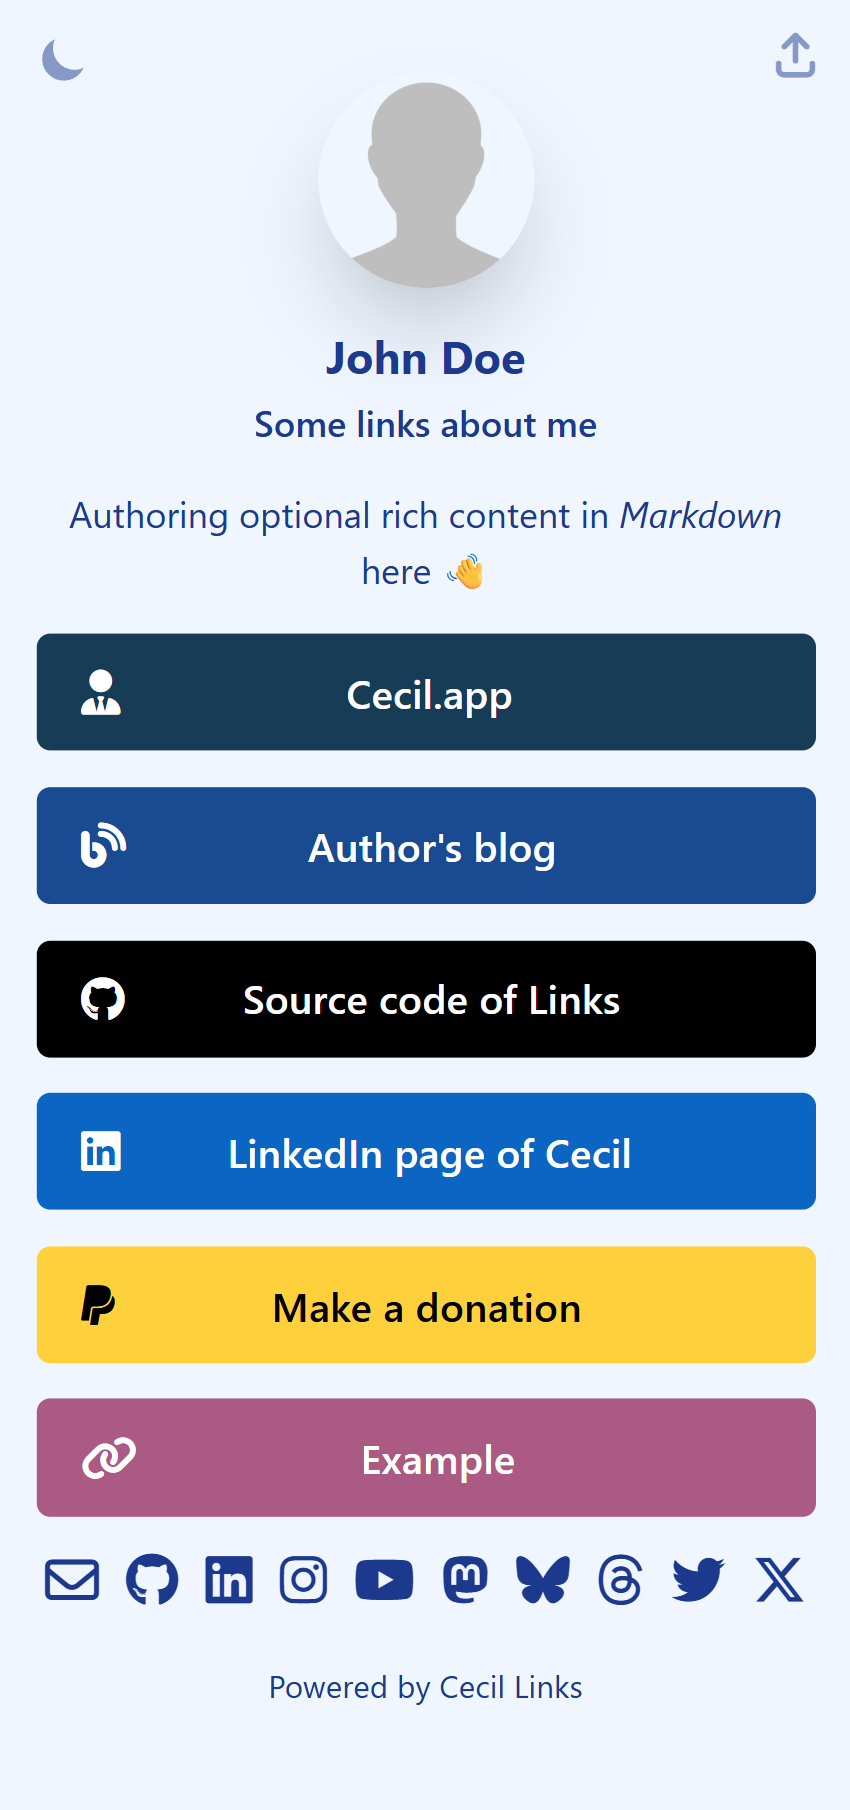 John Doe
Some links about me
Authoring optional rich content in Markdown
here 👋
Cecil.app
Author's blog
Source code of Links
LinkedIn page of Cecil
Make a donation
Example
Powered by Cecil Links